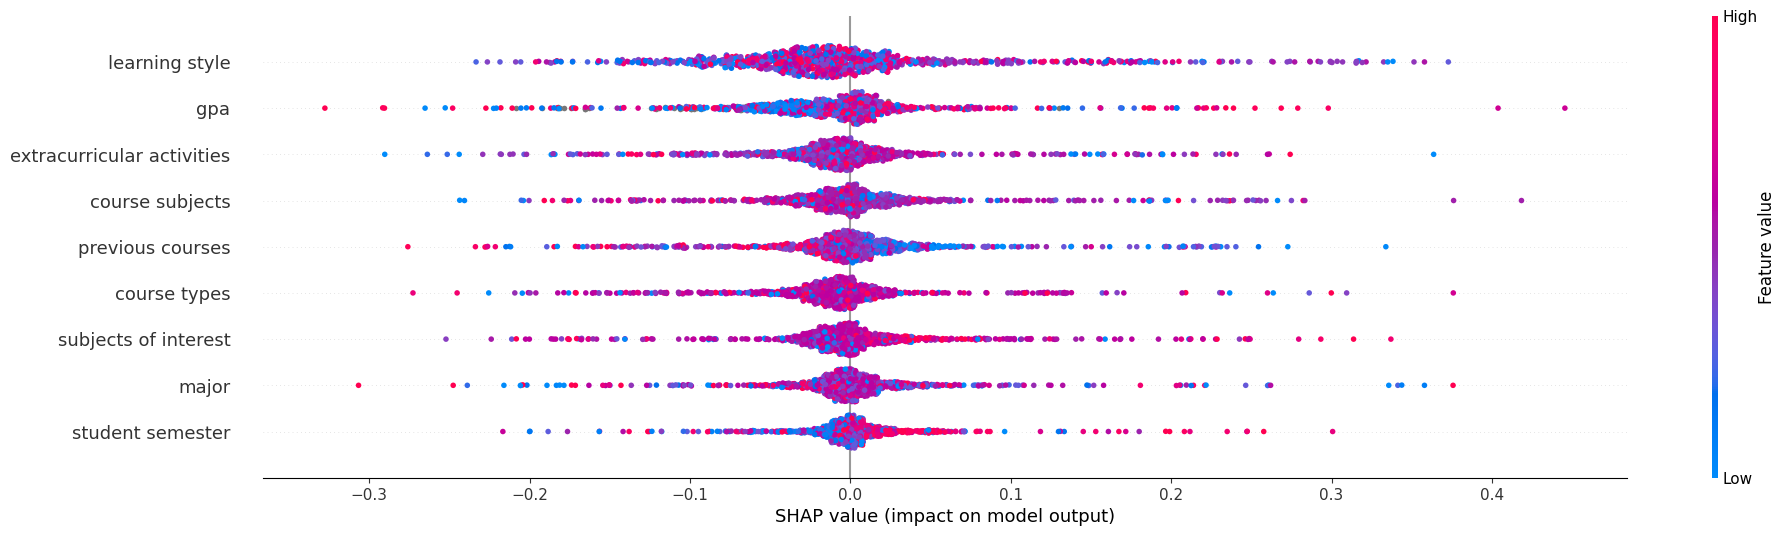 High
learning style
gpa
extracurricular activities
course subjects
previous courses
course types
subjects of interest
major
student semester
Feature value
Low
−0.3 −0.2 −0.1 0.0 0.1 0.2 0.3 0.4
SHAP value (impact on model output)